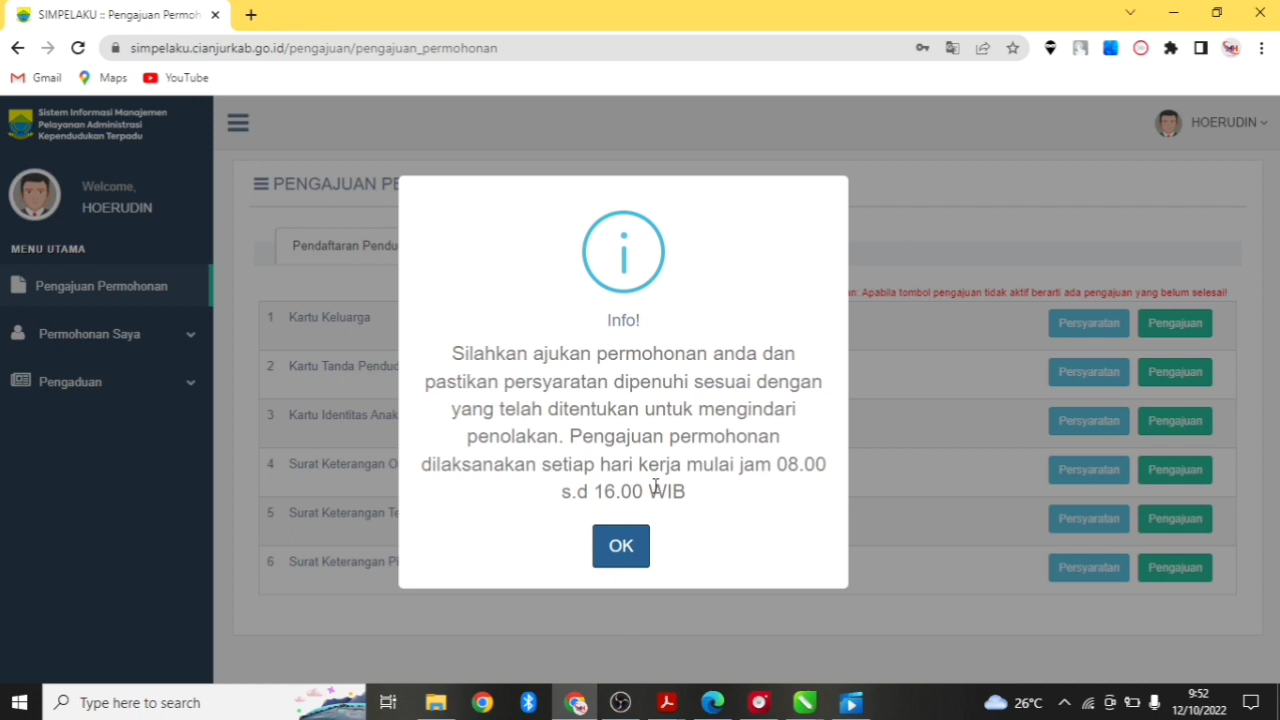 SIMPELAKU :: Pengajuan Permoh
simpelaku.cianjurkab.go.id/pengajuan/pengajuan_permohonan
Gmail
Maps
YouTube
Sistem Informasi Manajemen
Pelayanan Administrasi
Kependudukan Terpadu
HOERUDIN
Welcome,
HOERUDIN
MENU UTAMA
Pengajuan Permohonan
Permohonan Saya
Pengaduan
PENGAJUAN PE
Pendaftaran Pendu
n: Apabila tombol pengajuan tidak aktif berarti ada pengajuan yang belum selesai!
1 Kartu Keluarga Persyaratan Pengajuan
2 Kartu Tanda Pendud Persyaratan Pengajuan
3 Kartu Identitas Anak Persyaratan Pengajuan
4 Surat Keterangan O Persyaratan Pengajuan
5 Surat Keterangan Te Persyaratan Pengajuan
6 Surat Keterangan Pi Persyaratan Pengajuan
Info!
Silahkan ajukan permohonan anda dan
pastikan persyaratan dipenuhi sesuai dengan
yang telah ditentukan untuk mengindari
penolakan. Pengajuan permohonan
dilaksanakan setiap hari kerja mulai jam 08.00
s.d 16.00 WIB
OK
Type here to search
26°C
9:52
12/10/2022